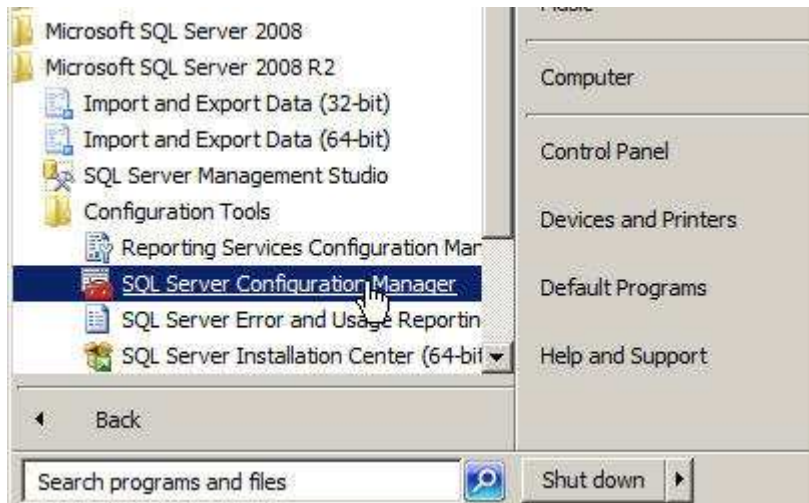 Microsoft SQL Server 2008
Microsoft SQL Server 2008 R2
Import and Export Data (32-bit)
Import and Export Data (64-bit)
SQL Server Management Studio
Configuration Tools
Reporting Services Configuration Mar
SQL Server Configuration Manager
SQL Server Error and Usage Reportin
SQL Server Installation Center (64-bit
Back
Search programs and files
Computer
Control Panel
Devices and Printers
Default Programs
Help and Support
Shut down